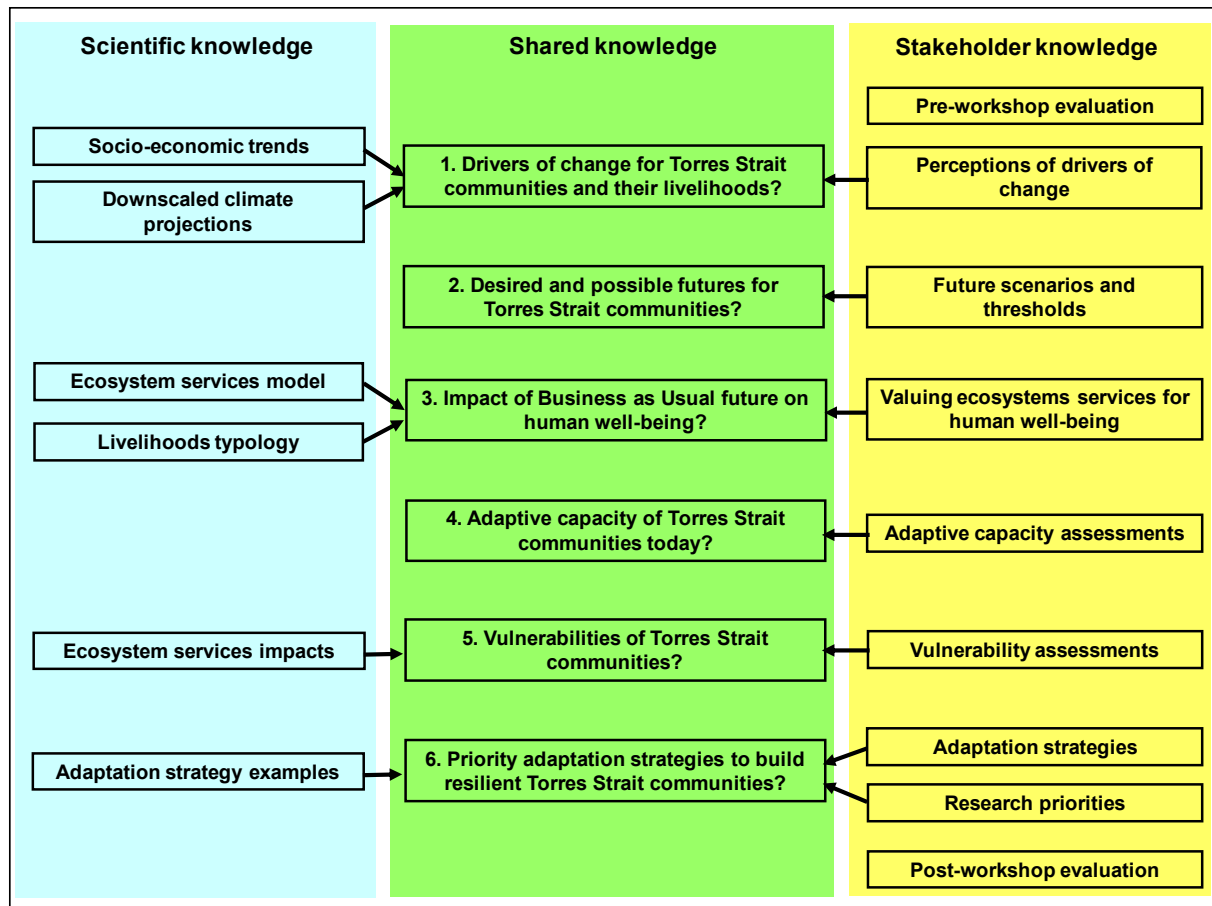 Scientific knowledge
Socio-economic trends
Downscaled climate
projections
Ecosystem services model
Livelihoods typology
Ecosystem services impacts
Adaptation strategy examples
Shared knowledge
1. Drivers of change for Torres Strait
communities and their livelihoods?
2. Desired and possible futures for
Torres Strait communities?
3. Impact of Business as Usual future on
human well-being?
4. Adaptive capacity of Torres Strait
communities today?
5. Vulnerabilities of Torres Strait
communities?
6. Priority adaptation strategies to build
resilient Torres Strait communities?
Stakeholder knowledge
Pre-workshop evaluation
Perceptions of drivers of
change
Future scenarios and
thresholds
Valuing ecosystems services for
human well-being
Adaptive capacity assessments
Vulnerability assessments
Adaptation strategies
Research priorities
Post-workshop evaluation